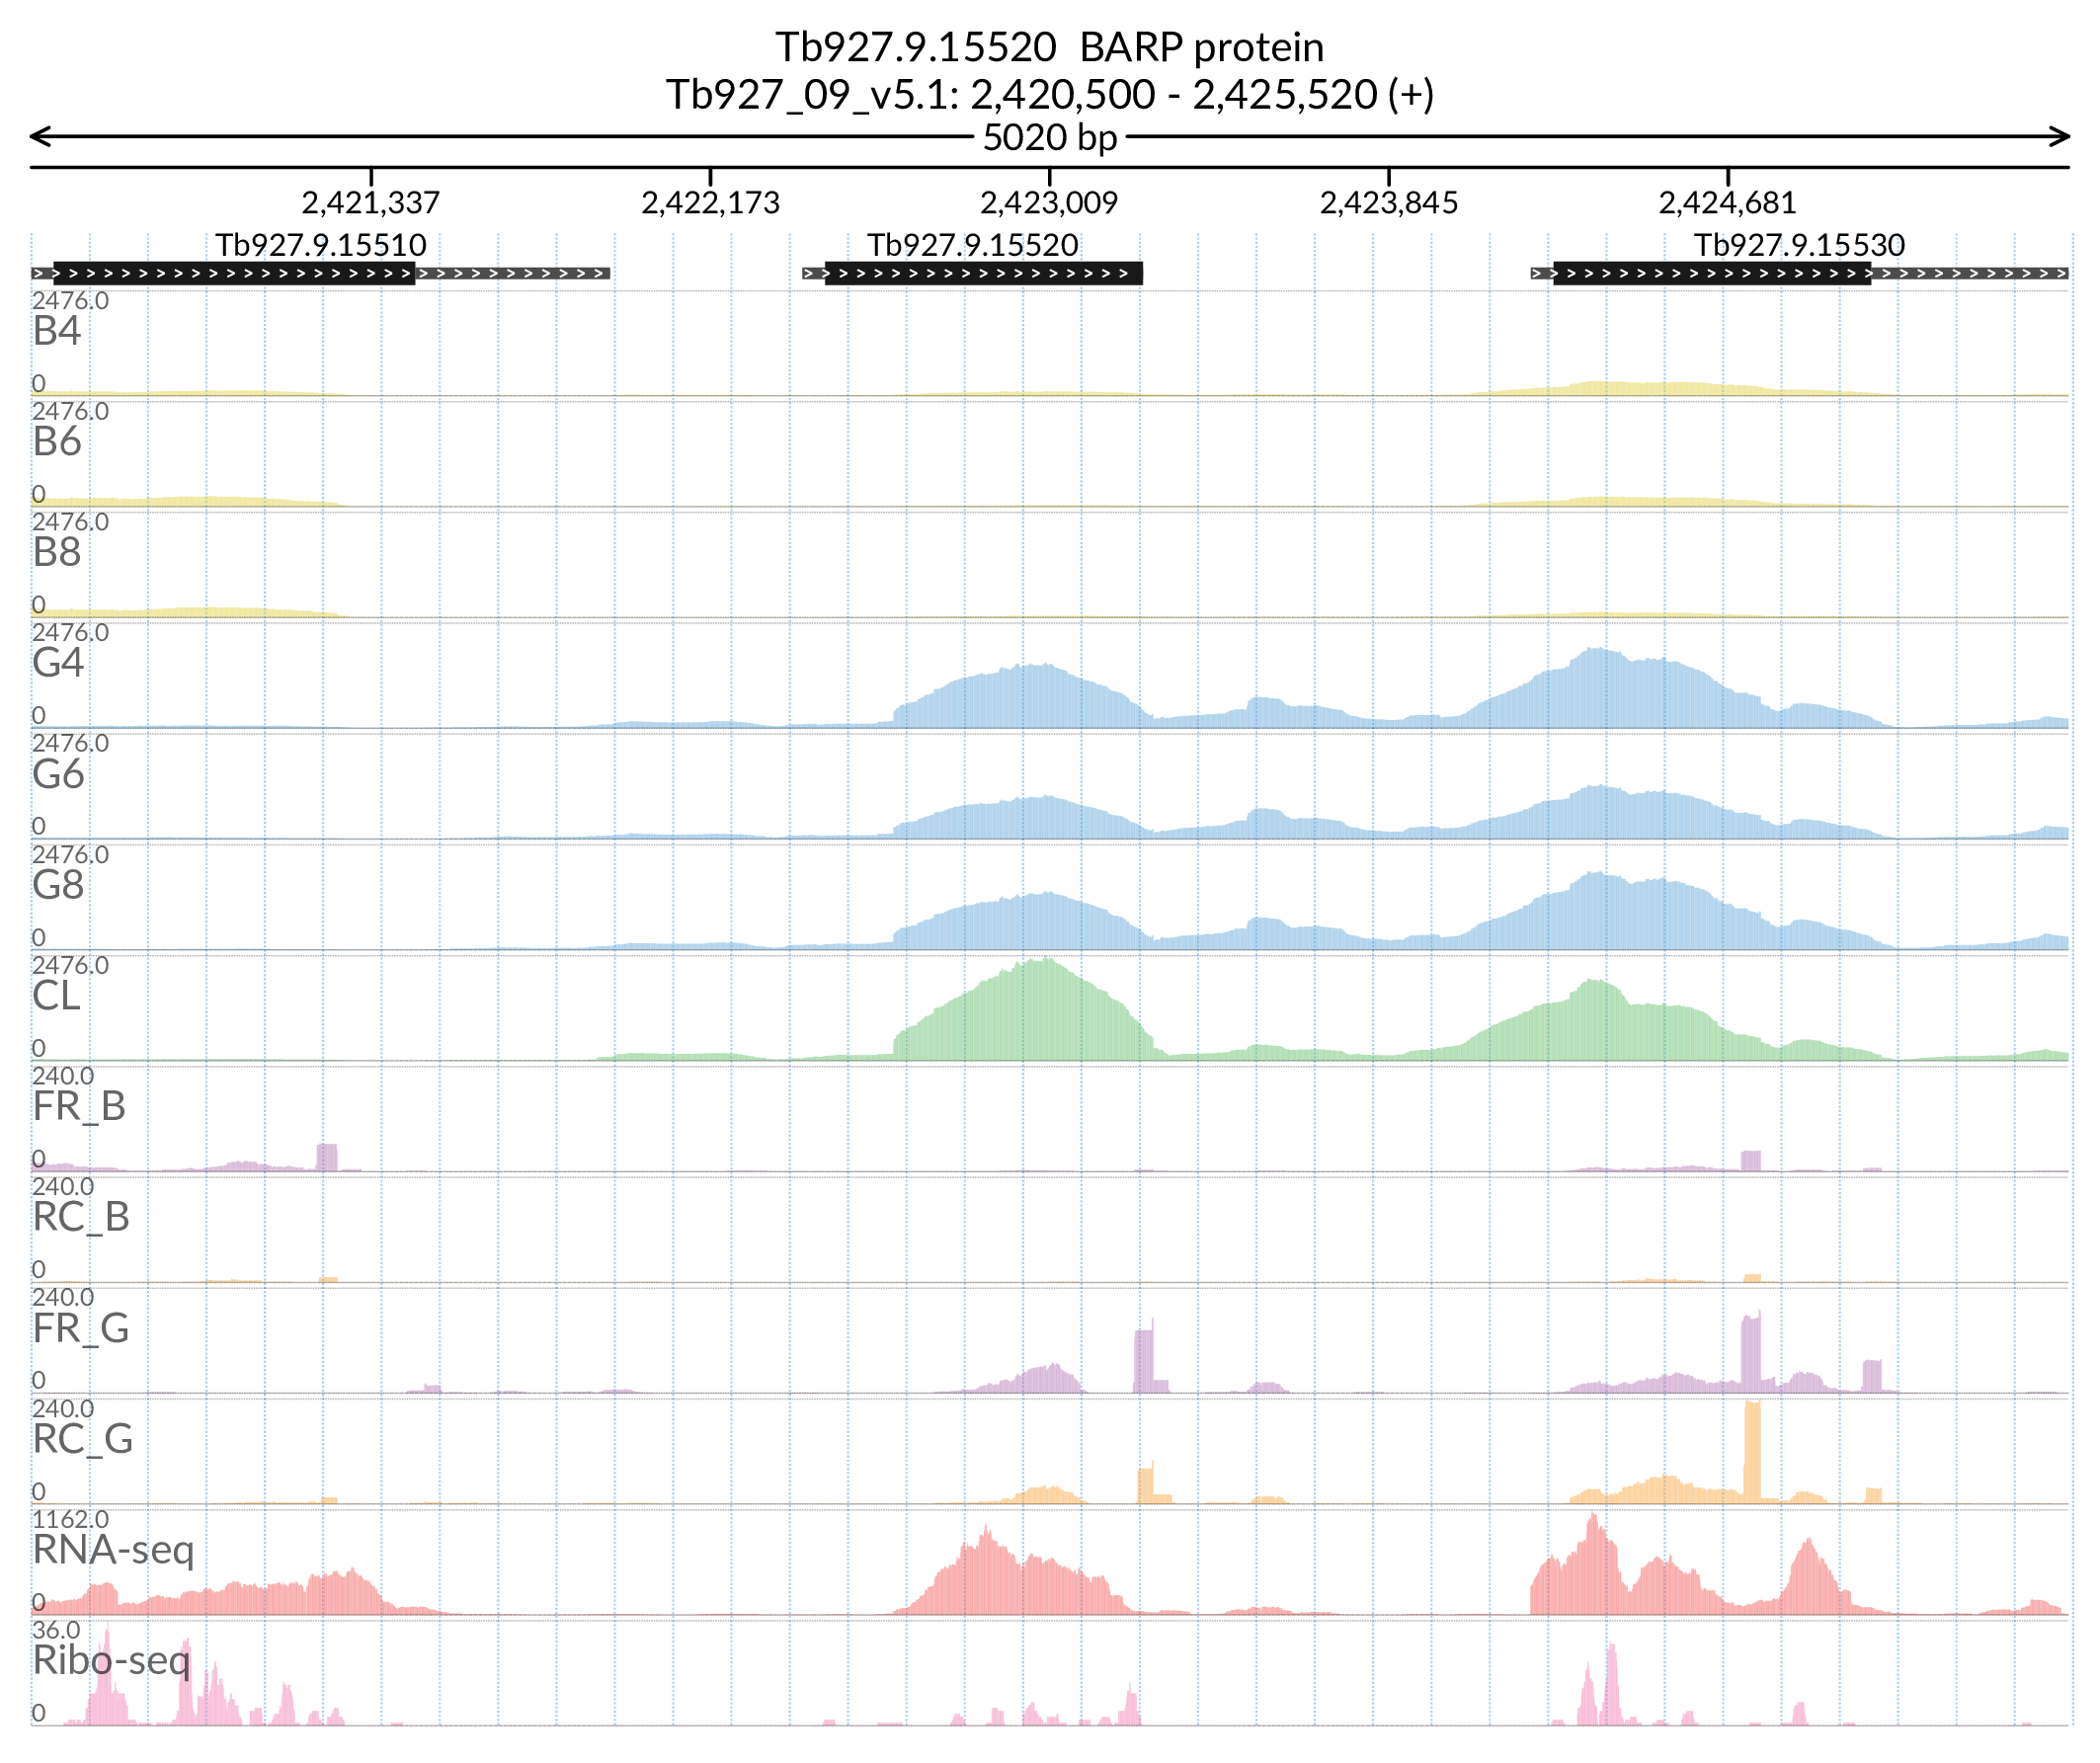 Tb927.9.15520  BARP protein
Tb927_09_v5.1: 2,420,500 - 2,425,520 (+)
5020 bp
2,421,337 2,422,173 2,423,009 2,423,845 2,424,681
Tb927.9.15510 Tb927.9.15520 Tb927.9.15530
2476.0
B4
0
2476.0
B6
0
2476.0
B8
0
2476.0
G4
0
2476.0
G6
0
2476.0
G8
0
2476.0
CL
0
240.0
FR_B
0
240.0
RC_B
0
240.0
FR_G
0
240.0
RC_G
0
1162.0
RNA-seq
0
36.0
Ribo-seq
0